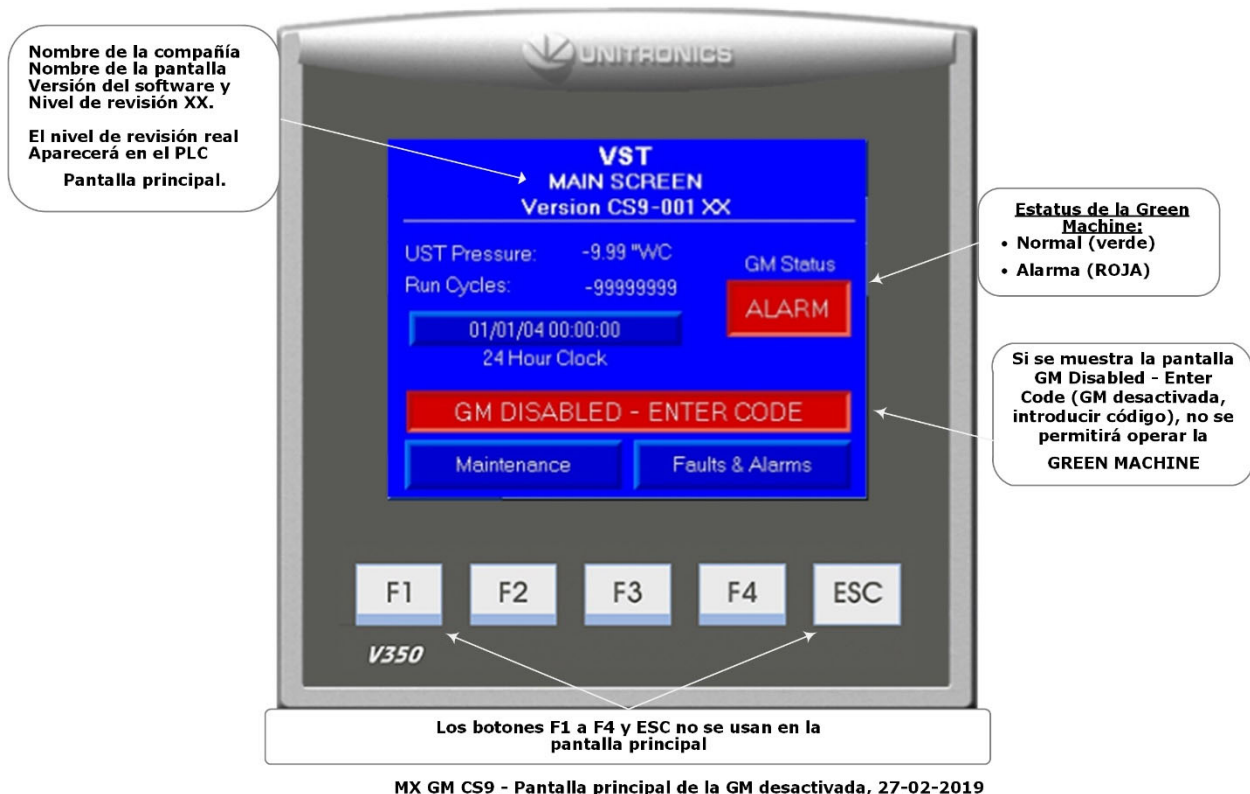 UNITRONICS
Nombre de la compañía
Nombre de la pantalla
Versión del software y
Nivel de revisión XX.
El nivel de revisión real
Aparecerá en el PLC
Pantalla principal.
VST
MAIN SCREEN
Version CS9-001 XX
UST Pressure: -9.99 "WC
Run Cycles: -99999999
01/01/04 00:00:00
24 Hour Clock
GM Status
ALARM
GM DISABLED - ENTER CODE
Maintenance
Faults & Alarms
Estatus de la Green
Machine:
• Normal (verde)
• Alarma (ROJA)
Si se muestra la pantalla
GM Disabled - Enter
Code (GM desactivada,
introducir código), no se
permitirá operar la
GREEN MACHINE
F1
F2
F3
F4
ESC
V350
Los botones F1 a F4 y ESC no se usan en la
pantalla principal
MX GM CS9 - Pantalla principal de la GM desactivada, 27-02-2019